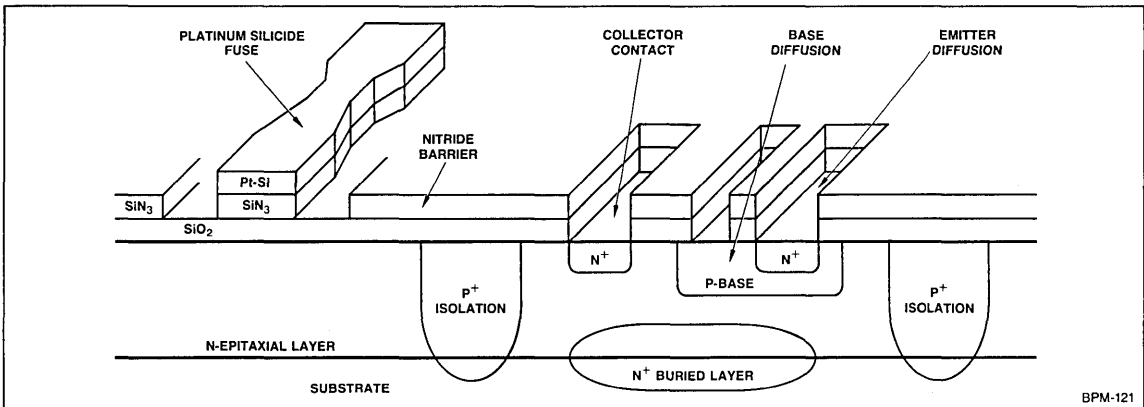 PLATINUM SILICIDE
FUSE
COLLECTOR
CONTACT
BASE
DIFFUSION
EMITTER
DIFFUSION
NITRIDE
BARRIER
Pt-Si
SiN3
SiN3
SiO2
N+
N+
P-BASE
P+
ISOLATION
P+
ISOLATION
N-EPITAXIAL LAYER
N+ BURIED LAYER
SUBSTRATE
BPM-121